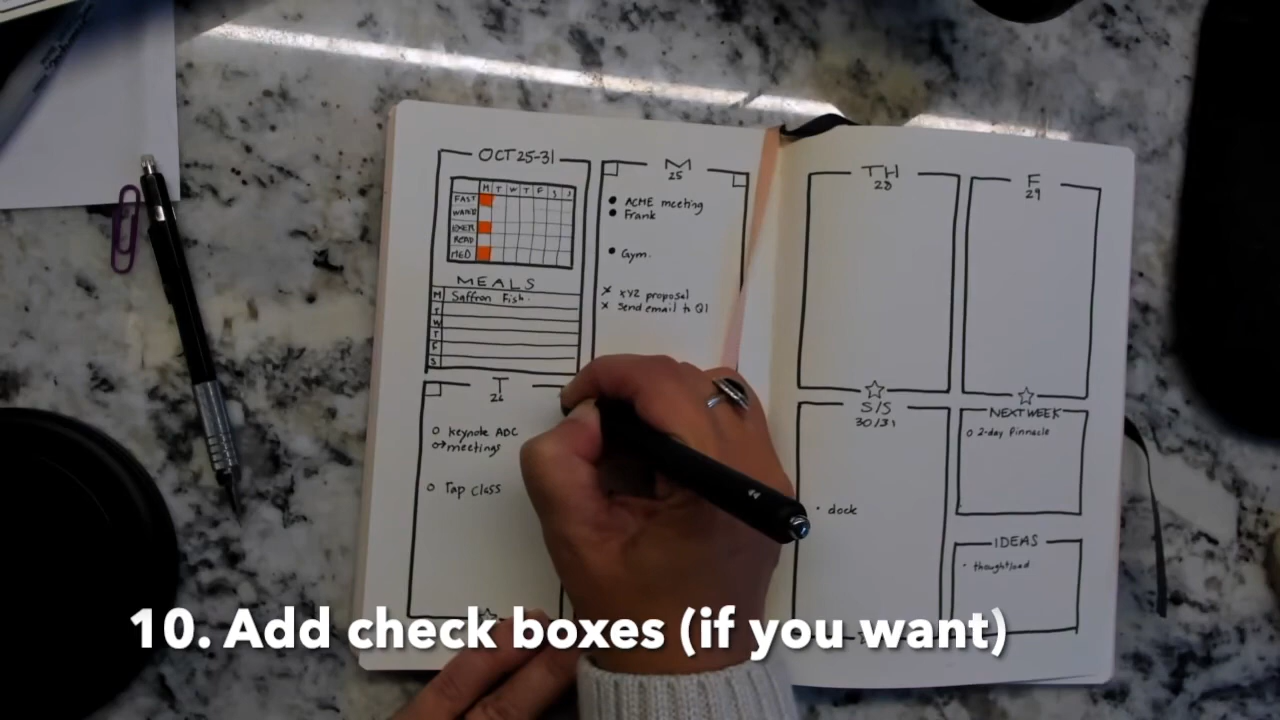 OCT 25-31
M T W T F S S
FAST
WAKE
EXER
READ
MED
MEALS
M Saffron Fish.
T
W
T
F
S
M
25
ACME meeting
Frank
Gym.
x XYZ proposal
x Send email to Q1
T
26
o keynote ADC
o→meetings
o Tap class
TH
28
F
29
S/S
30/31
· dock
NEXT WEEK
o 2-day Pinnacle
IDEAS
· thoughtload
10. Add check boxes (if you want)